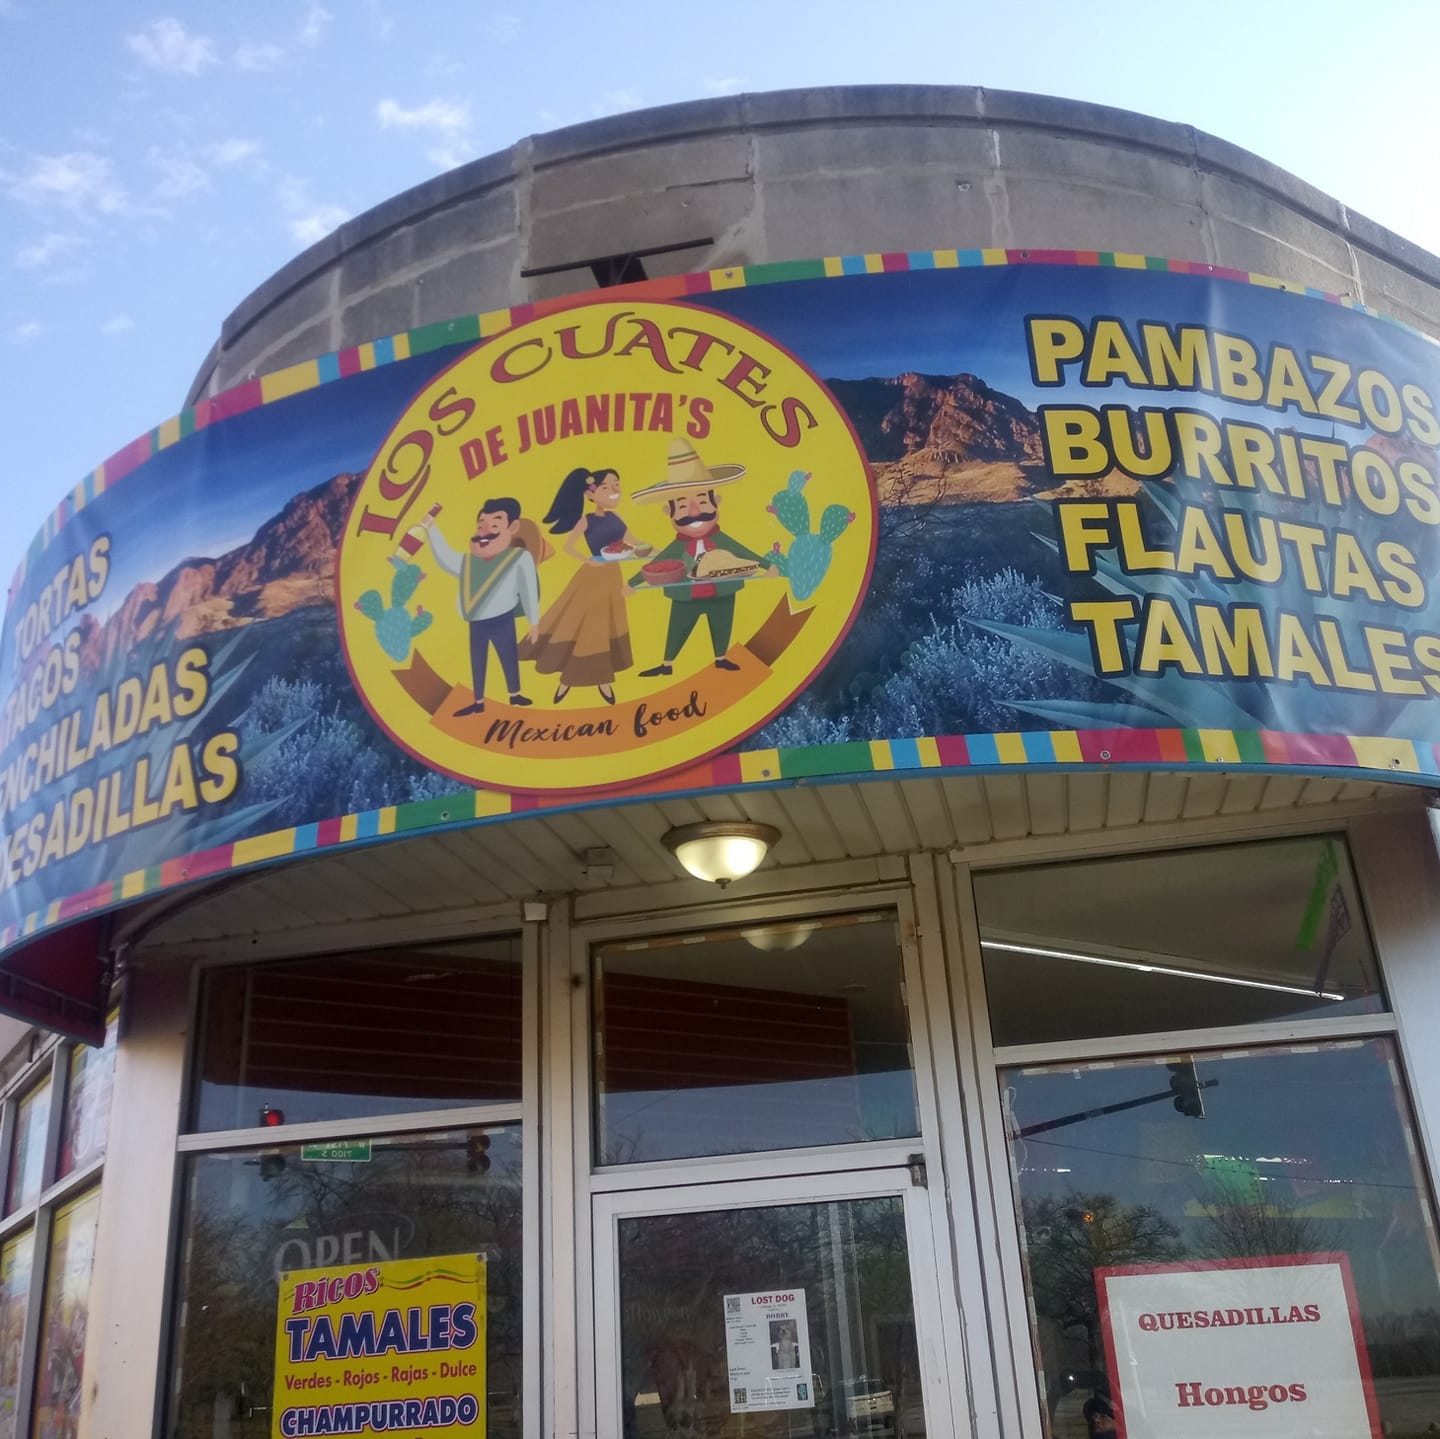 LOS CUATES
DE JUANITA'S
Mexican food
TORTAS
TACOS
ENCHILADAS
QUESADILLAS
PAMBAZOS
BURRITOS
FLAUTAS
TAMALES
OPEN
Ricos
TAMALES
Verdes - Rojos - Rajas - Dulce
CHAMPURRADO
LOST DOG
BOBBY
QUESADILLAS
Hongos